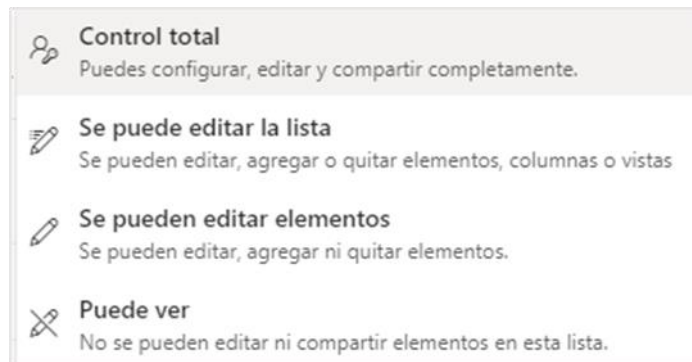 Control total
Puedes configurar, editar y compartir completamente.
Se puede editar la lista
Se pueden editar, agregar o quitar elementos, columnas o vistas
Se pueden editar elementos
Se pueden editar, agregar ni quitar elementos.
Puede ver
No se pueden editar ni compartir elementos en esta lista.